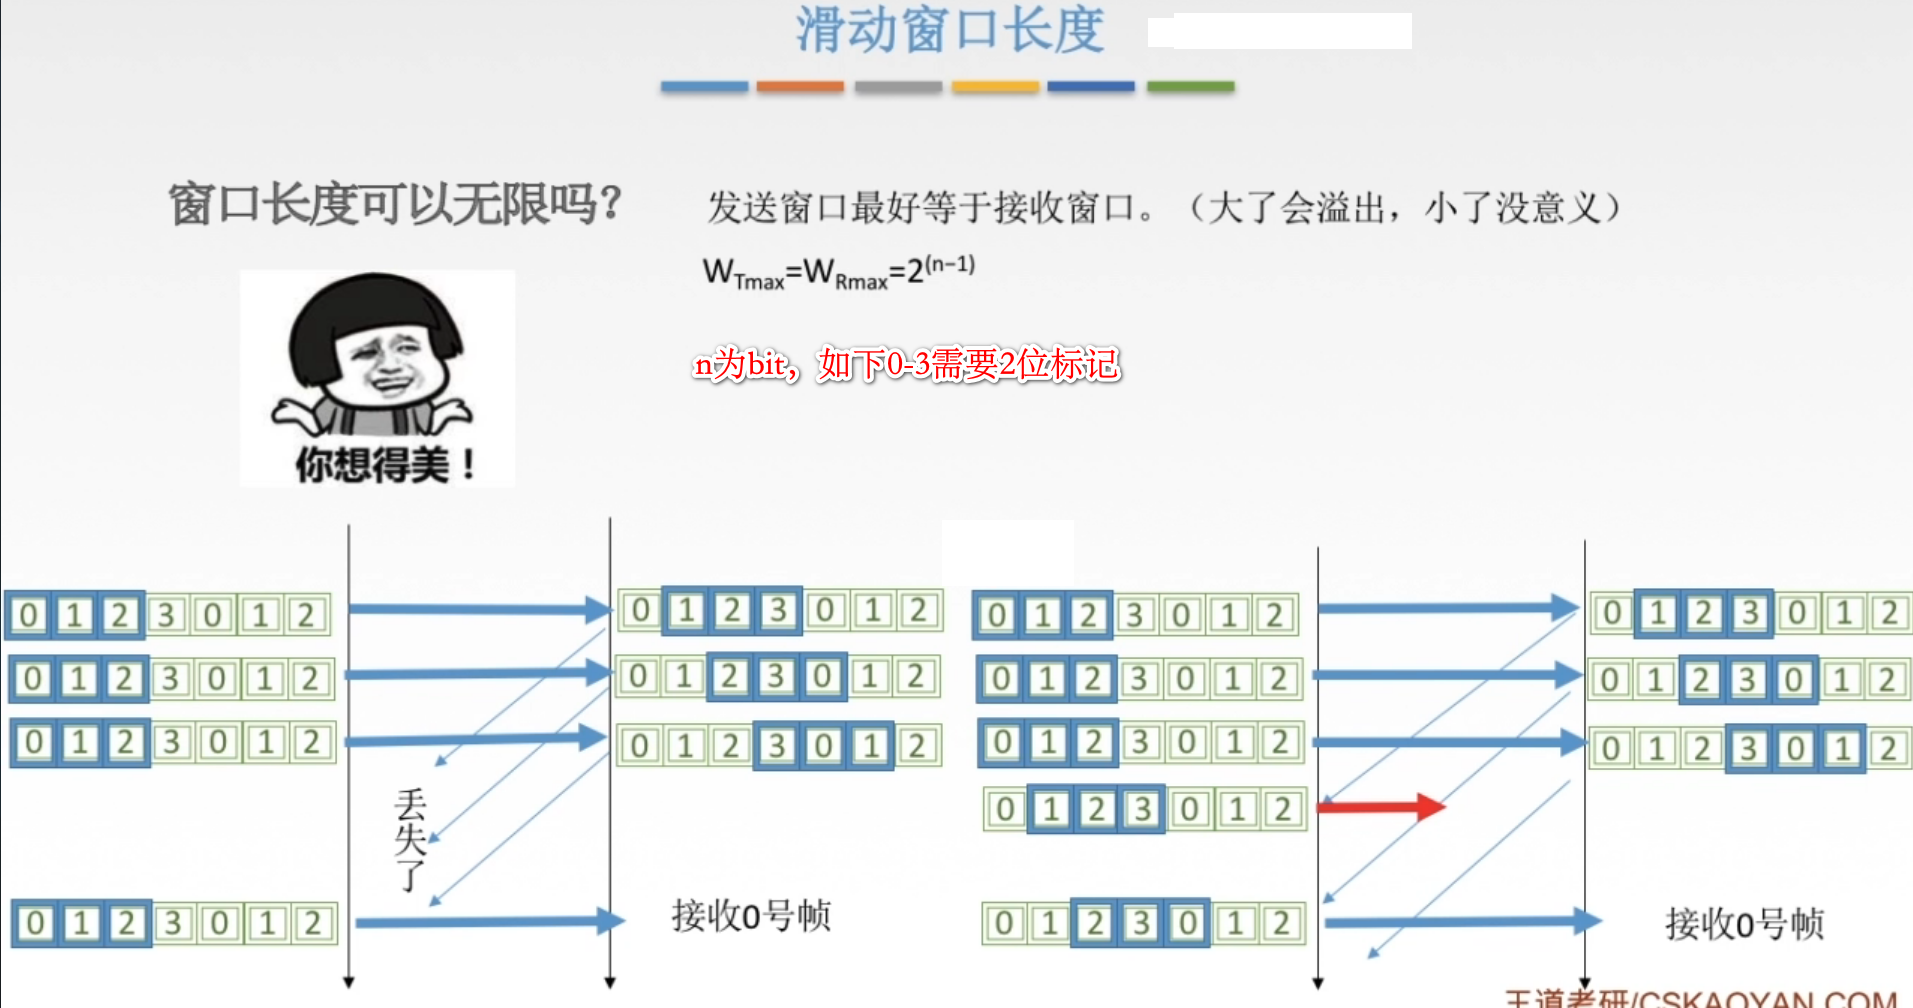 滑动窗口长度
窗口长度可以无限吗？
发送窗口最好等于接收窗口。（大了会溢出，小了没意义）
WTmax=WRmax=2(n−1)
n为bit，如下0-3需要2位标记
你想得美！
0 1 2 3 0 1 2
0 1 2 3 0 1 2
0 1 2 3 0 1 2
0 1 2 3 0 1 2
0 1 2 3 0 1 2
0 1 2 3 0 1 2
0 1 2 3 0 1 2
丢失了
接收0号帧
0 1 2 3 0 1 2
0 1 2 3 0 1 2
0 1 2 3 0 1 2
0 1 2 3 0 1 2
0 1 2 3 0 1 2
0 1 2 3 0 1 2
0 1 2 3 0 1 2
0 1 2 3 0 1 2
接收0号帧
王道考研/CSKAOYAN.COM